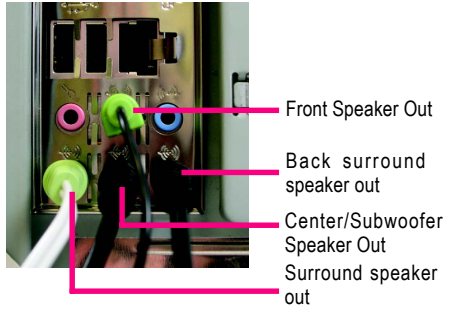 Front Speaker Out
Back surround
speaker out
Center/Subwoofer
Speaker Out
Surround speaker
out